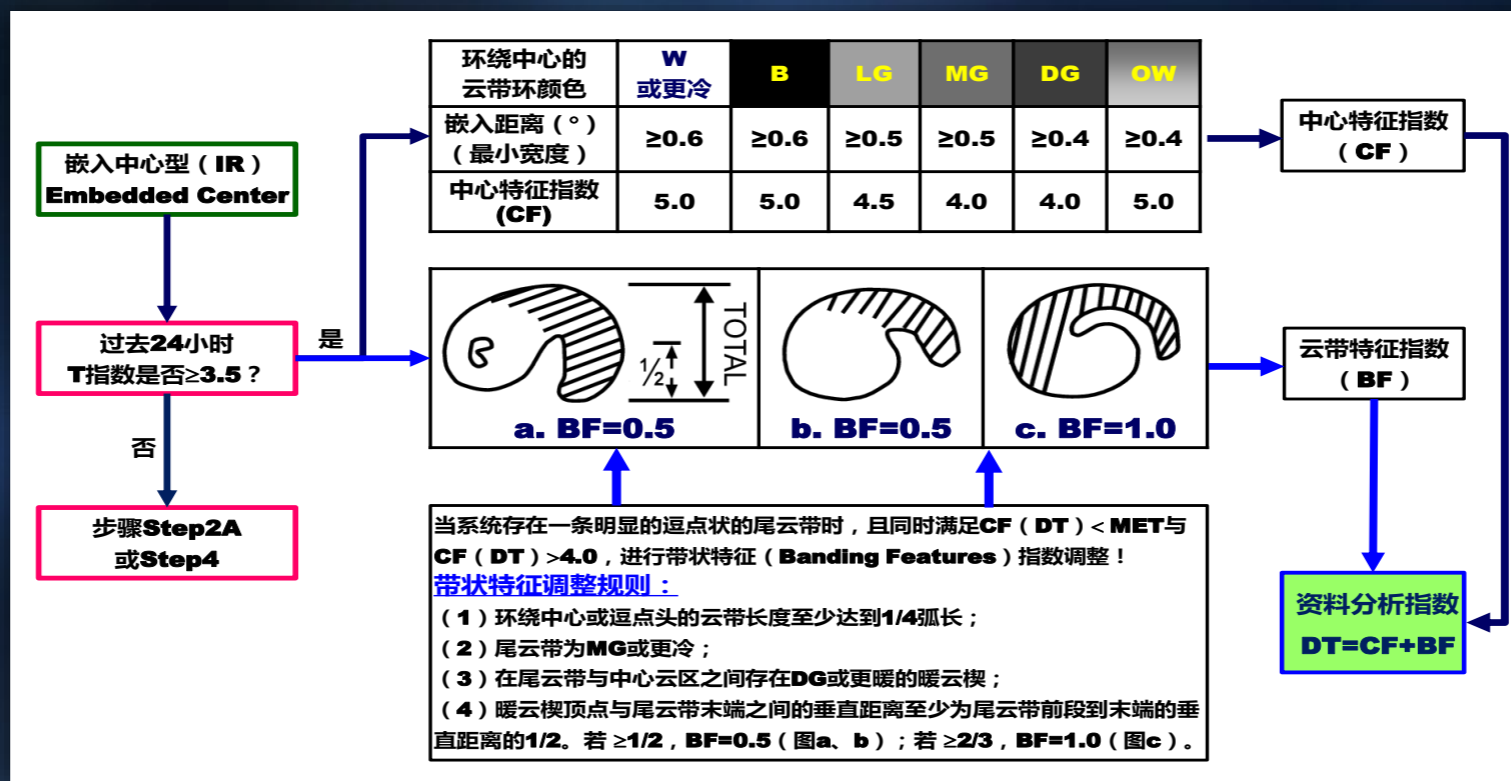 嵌入中心型（IR）
Embedded Center
过去24小时
T指数是否≥3.5？
是
否
步骤Step2A
或Step4
环绕中心的
云带环颜色
W
或更冷
B
LG
MG
DG
OW
嵌入距离（°）
（最小宽度）
≥0.6
≥0.6
≥0.5
≥0.5
≥0.4
≥0.4
中心特征指数
(CF)
5.0
5.0
4.5
4.0
4.0
5.0
TOTAL
½
a. BF=0.5
b. BF=0.5
c. BF=1.0
当系统存在一条明显的逗点状的尾云带时，且同时满足CF（DT）< MET与
CF（DT）>4.0，进行带状特征（Banding Features）指数调整！
带状特征调整规则：
（1）环绕中心或逗点头的云带长度至少达到1/4弧长；
（2）尾云带为MG或更冷；
（3）在尾云带与中心云区之间存在DG或更暖的暖云楔；
（4）暖云楔顶点与尾云带末端之间的垂直距离至少为尾云带前段到末端的垂
直距离的1/2。若 ≥1/2，BF=0.5（图a、b）；若 ≥2/3，BF=1.0（图c）。
中心特征指数
（CF）
云带特征指数
（BF）
资料分析指数
DT=CF+BF